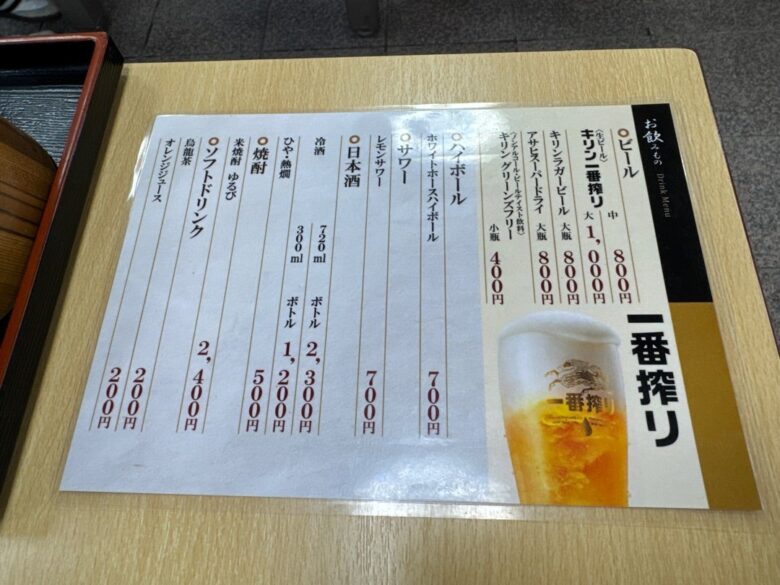 お飲みもの Drink Menu
一番搾り
ビール
〈生ビール〉
キリン一番搾り 中 800円
大 1,000円
キリンラガービール 大瓶 800円
アサヒスーパードライ 大瓶 800円
〈ノンアルコール・ビールテイスト飲料〉
キリン グリーンズフリー 小瓶 400円
ハイボール
ホワイトホースハイボール 700円
サワー
レモンサワー 700円
日本酒
冷酒 720ml ボトル 2,300円
300ml ボトル 1,200円
ひや・熱燗 500円
焼酎
米焼酎 ゆるび 2,400円
ソフトドリンク
烏龍茶 200円
オレンジジュース 200円
一番搾り